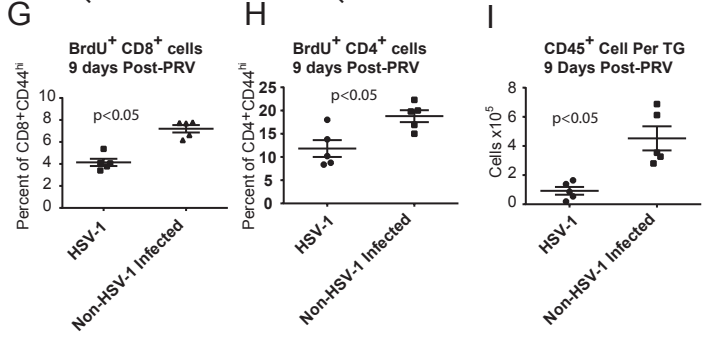 G
BrdU+ CD8+ cells
9 days Post-PRV
Percent of CD8+CD44hi
10
8
6
4
2
0
p<0.05
HSV-1
Non-HSV-1 Infected
H
BrdU+ CD4+ cells
9 days Post-PRV
Percent of CD4+CD44hi
25
20
15
10
5
0
p<0.05
HSV-1
Non-HSV-1 Infected
I
CD45+ Cell Per TG
9 Days Post-PRV
Cells x10^5
8
6
4
2
0
p<0.05
HSV-1
Non-HSV-1 Infected